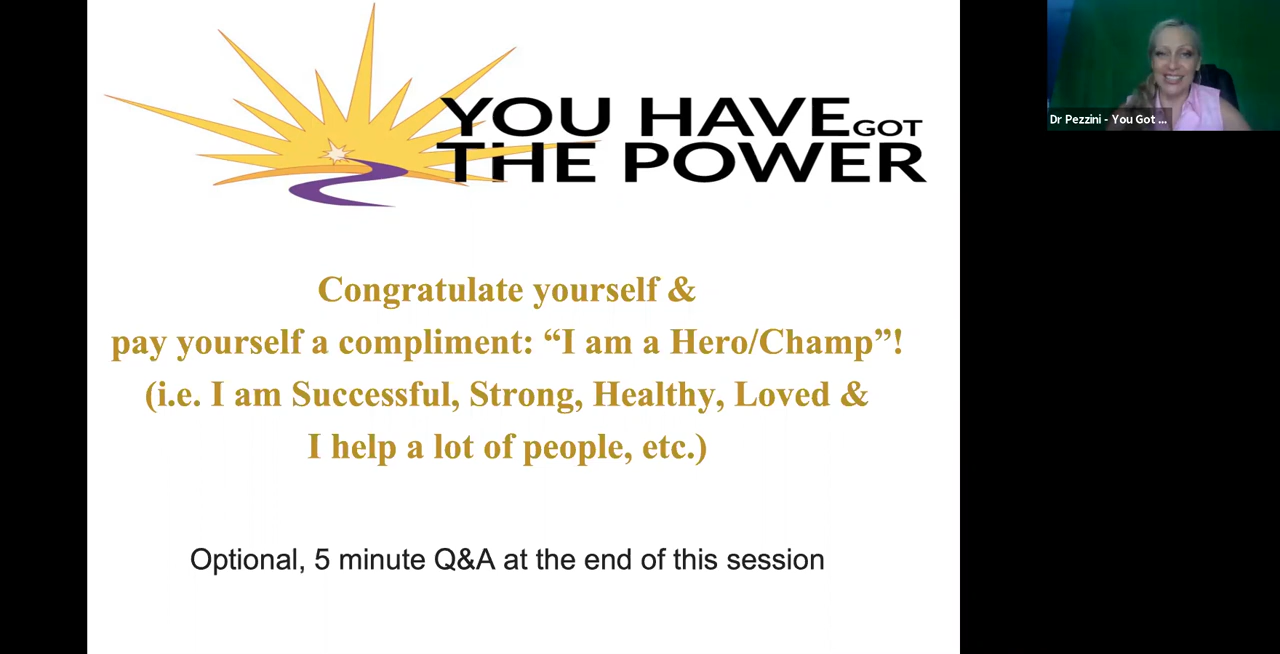 YOU HAVE GOT
THE POWER
Dr Pezzini - You Got ...
Congratulate yourself &
pay yourself a compliment: “I am a Hero/Champ”!
(i.e. I am Successful, Strong, Healthy, Loved &
I help a lot of people, etc.)
Optional, 5 minute Q&A at the end of this session